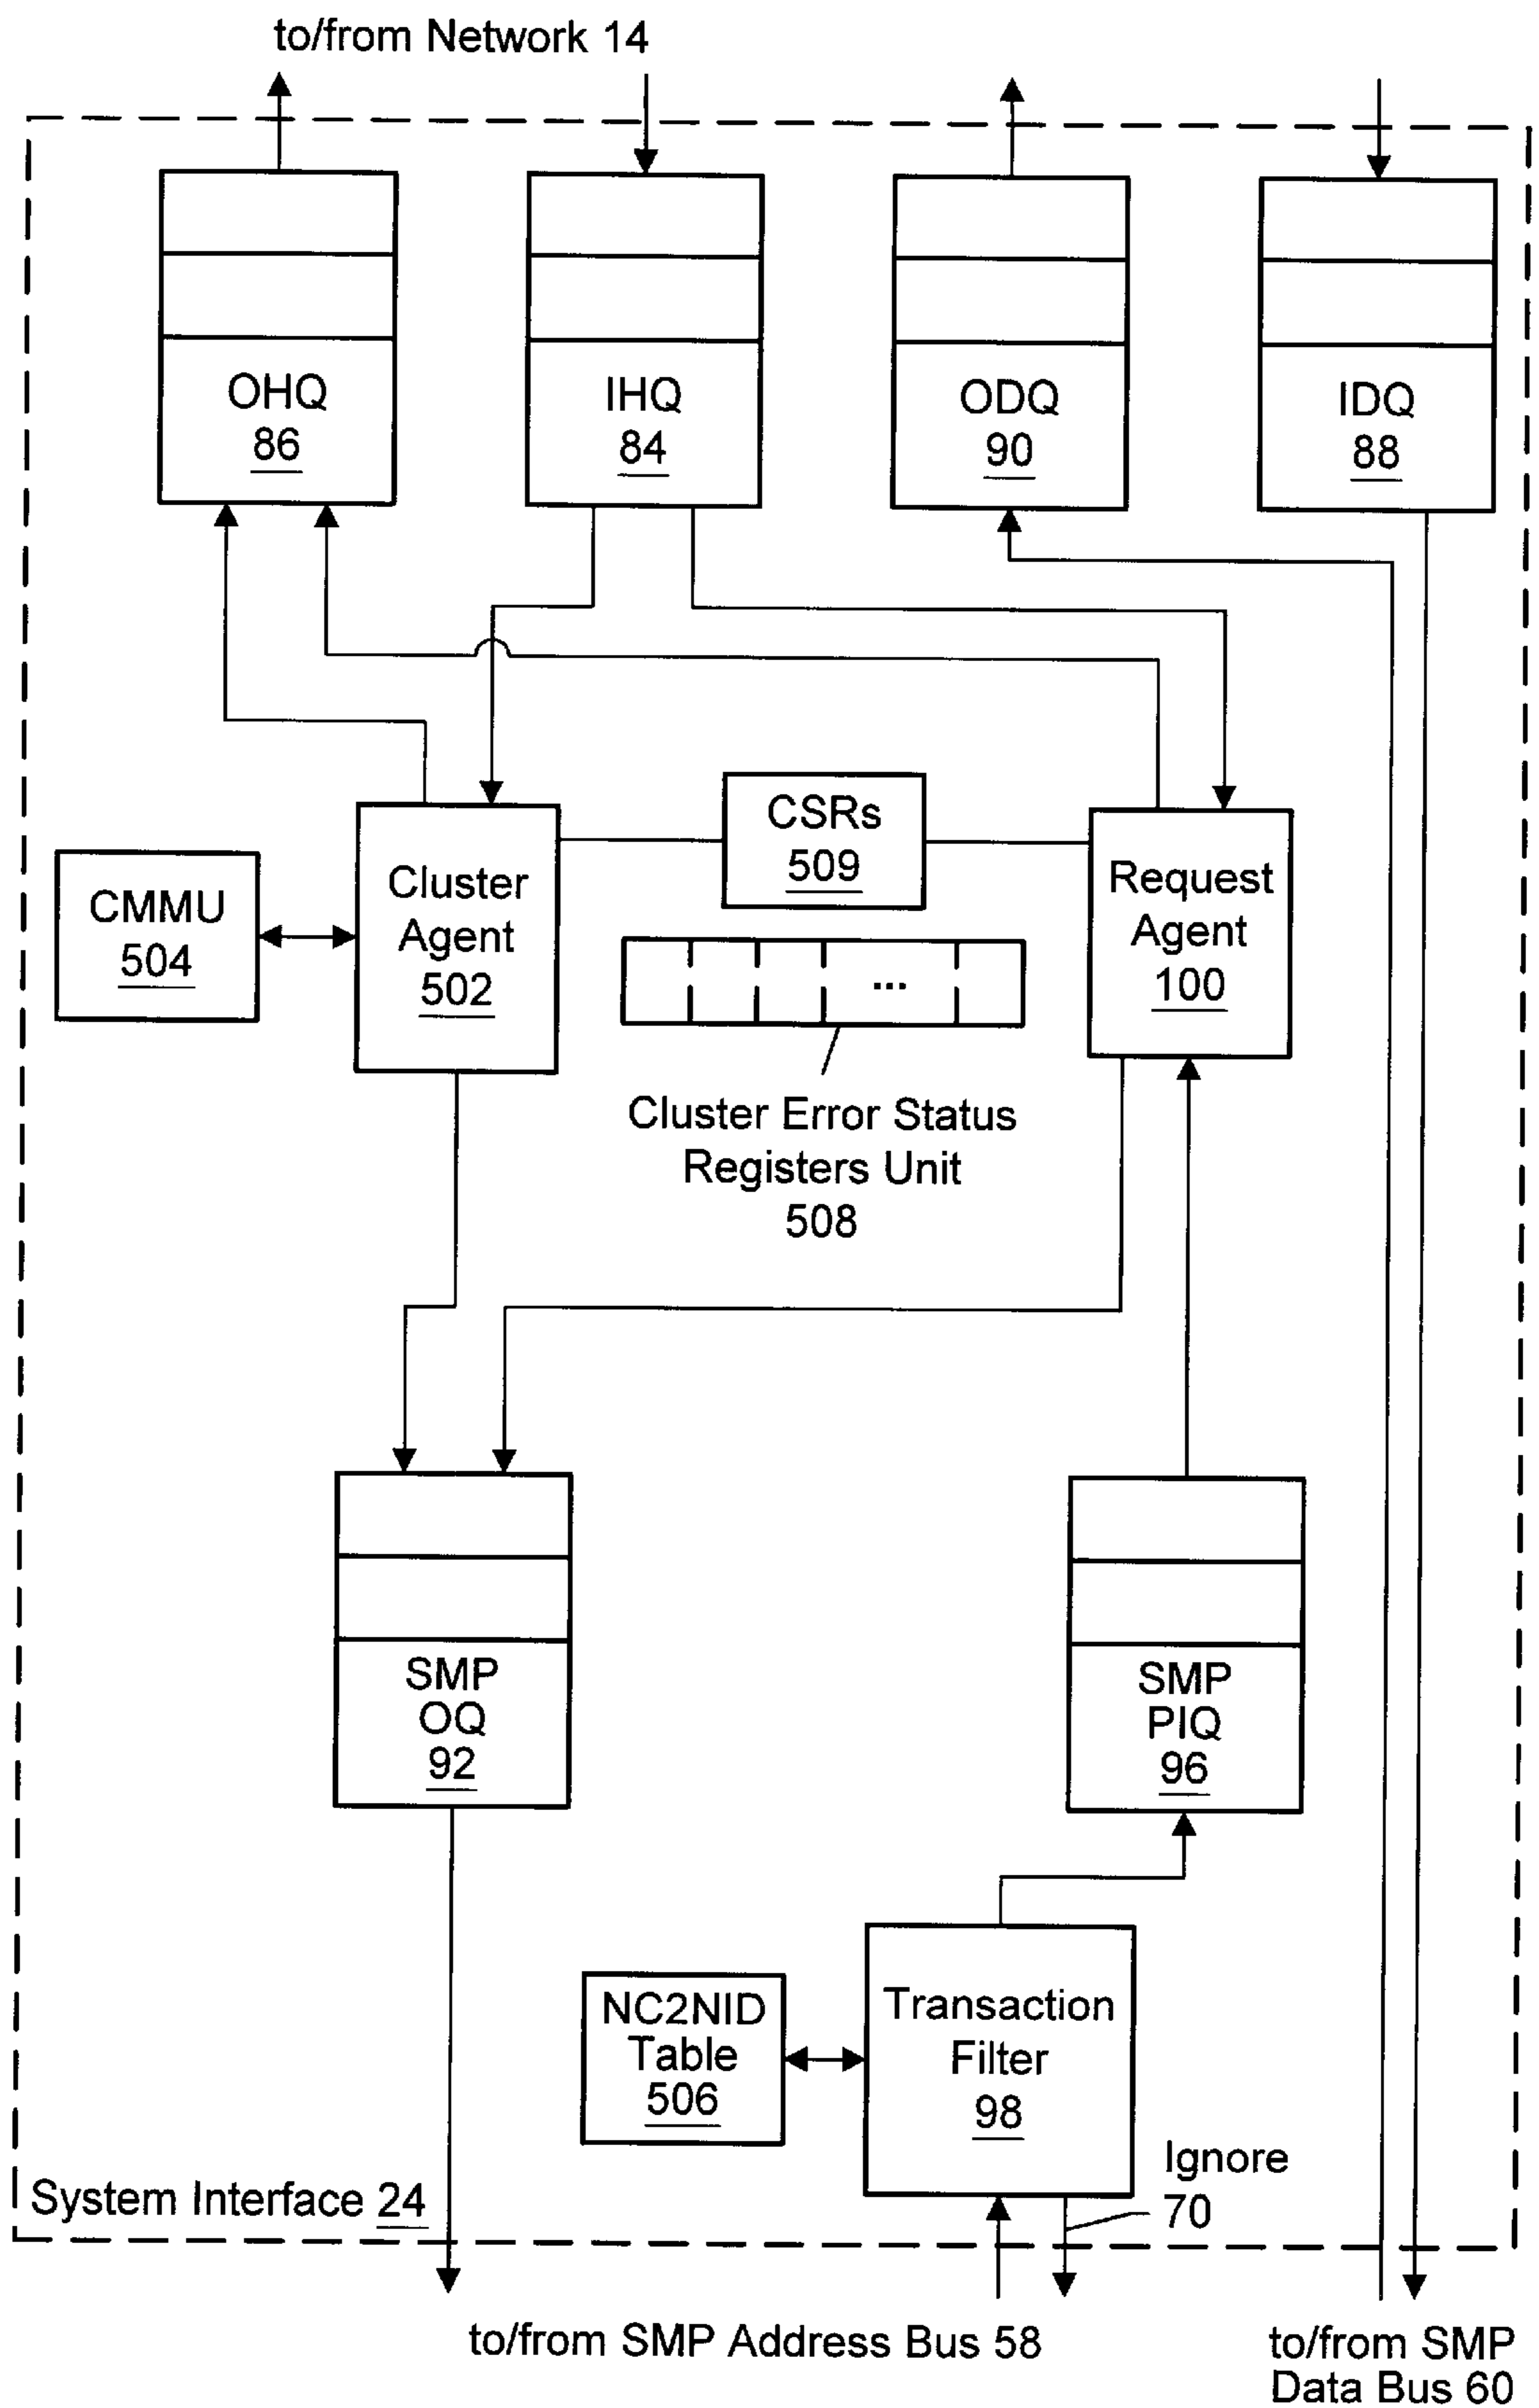 to/from Network 14
OHQ
86
IHQ
84
ODQ
90
IDQ
88
CSRs
509
Cluster
Agent
502
Request
Agent
100
CMMU
504
...
Cluster Error Status
Registers Unit
508
SMP
OQ
92
SMP
PIQ
96
NC2NID
Table
506
Transaction
Filter
98
Ignore
70
System Interface 24
to/from SMP Address Bus 58
to/from SMP
Data Bus 60